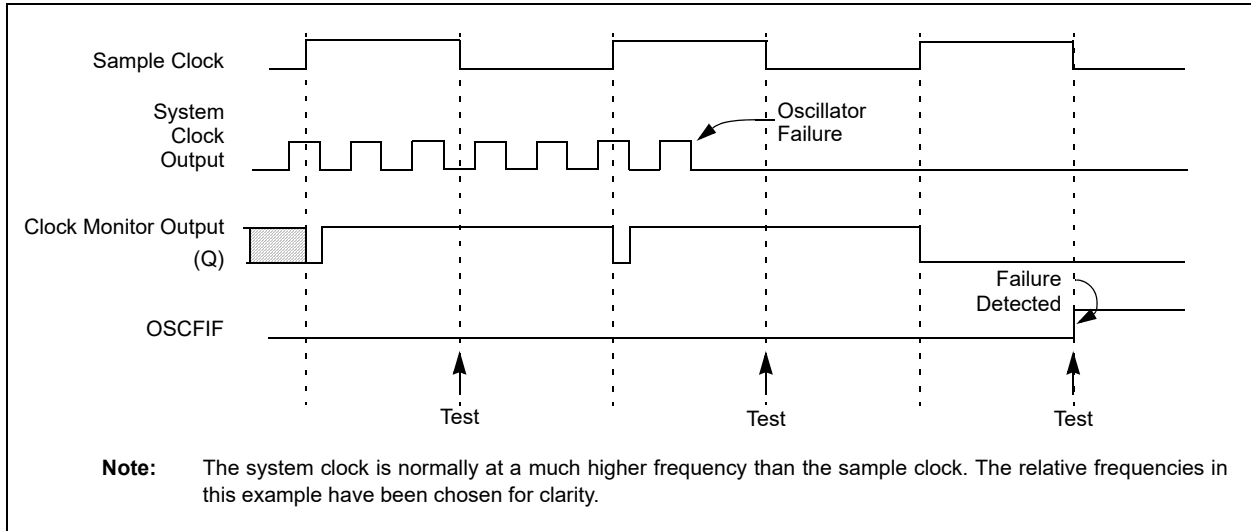 Sample Clock
System
Clock
Output
Oscillator
Failure
Clock Monitor Output
(Q)
Failure
Detected
OSCFIF
Test
Test
Test
Note: The system clock is normally at a much higher frequency than the sample clock. The relative frequencies in
this example have been chosen for clarity.